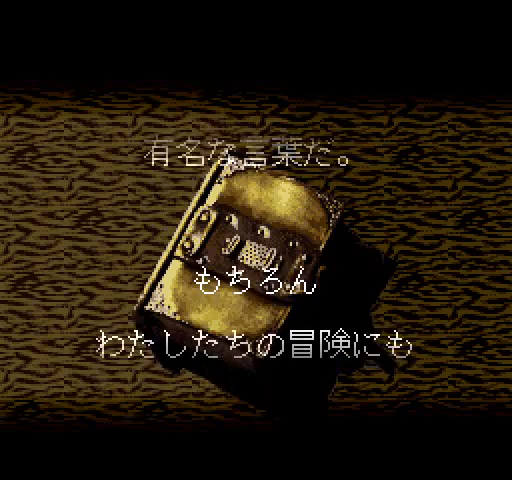 有名な言葉だ。
もちろん
わたしたちの冒険にも